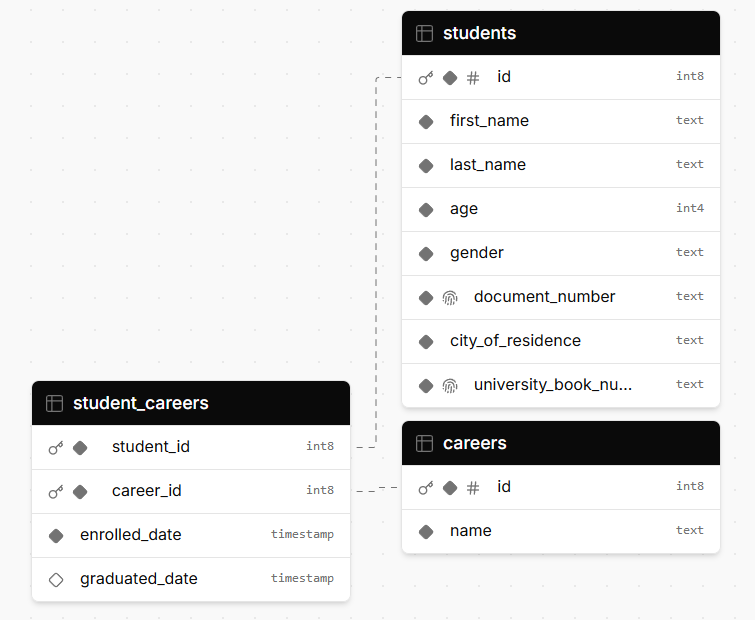 students
id int8
first_name text
last_name text
age int4
gender text
document_number text
city_of_residence text
university_book_nu... text
student_careers
student_id int8
career_id int8
enrolled_date timestamp
graduated_date timestamp
careers
id int8
name text